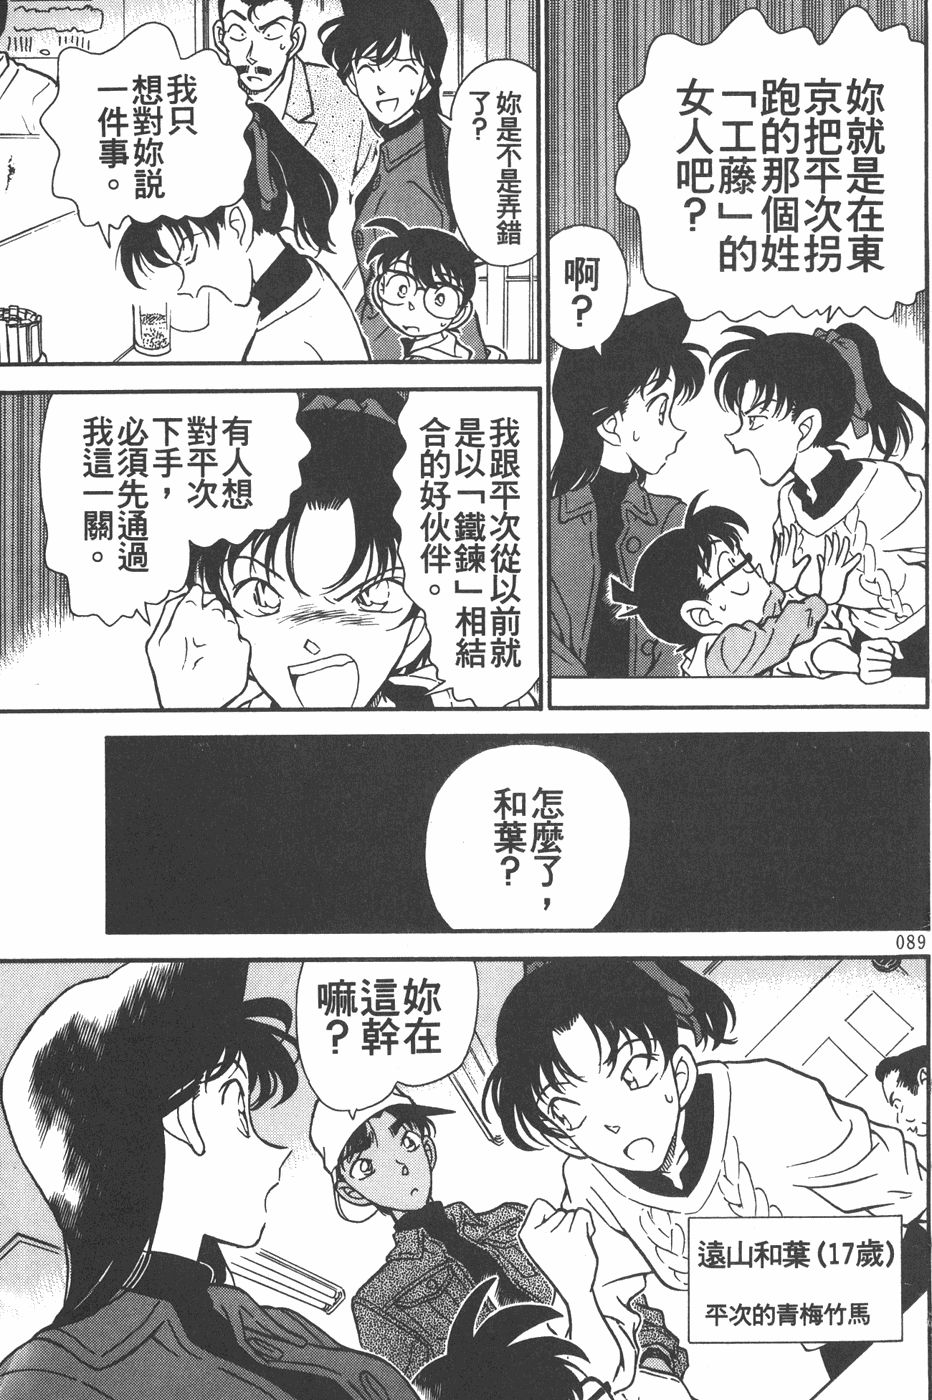 妳就是在東
京把平次拐
跑的那個姓
「工藤」的
女人吧？
啊？
妳是不是弄錯
了？
我只
想對妳說
一件事。
我跟平次從以前就
是以「鐵鍊」相結
合的好伙伴。
有人想
對平次
下手，
必須先通過
我這一關。
怎麼了，
和葉？
089
妳在
這幹
嘛？
遠山和葉(17歲)
平次的青梅竹馬